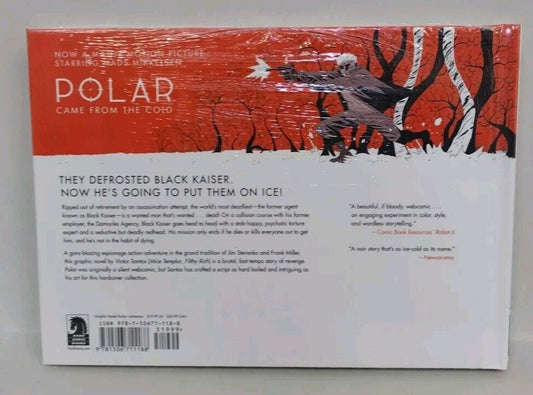 NOW A MAJOR MOTION PICTURE
STARRING MADS MIKKELSEN
POLAR
CAME FROM THE COLD
THEY DEFROSTED BLACK KAISER.
NOW HE'S GOING TO PUT THEM ON ICE!
Ripped out of retirement by an assassination attempt, the world's most deadliest—the former agent
known as Black Kaiser—is a wanted man that's wanted . . . dead! On a collision course with his former
employer, the Damocles Agency, Black Kaiser goes head to head with a stab-happy, psychotic torture
expert and a seductive but deadly redhead. His mission only ends if he dies or kills everyone out to get
him, and he's not in the habit of dying.
A guns-blazing espionage action adventure in the grand tradition of Jim Steranko and Frank Miller,
this graphic novel by Victor Santos (Mice Templar, Filthy Rich) is a brutal, fast-tempo story of revenge.
Polar was originally a silent webcomic, but Santos has crafted a script as hard boiled and intriguing as
his art for this hardcover collection.
"A beautiful, if bloody, webcomic . . .
an engaging experiment in color, style,
and wordless storytelling."
—Comic Book Resources' Robot 6
"A noir story that's as ice-cold as its name."
—Newsarama
ISBN 978-1-50671-118-8
51999
9781506711188